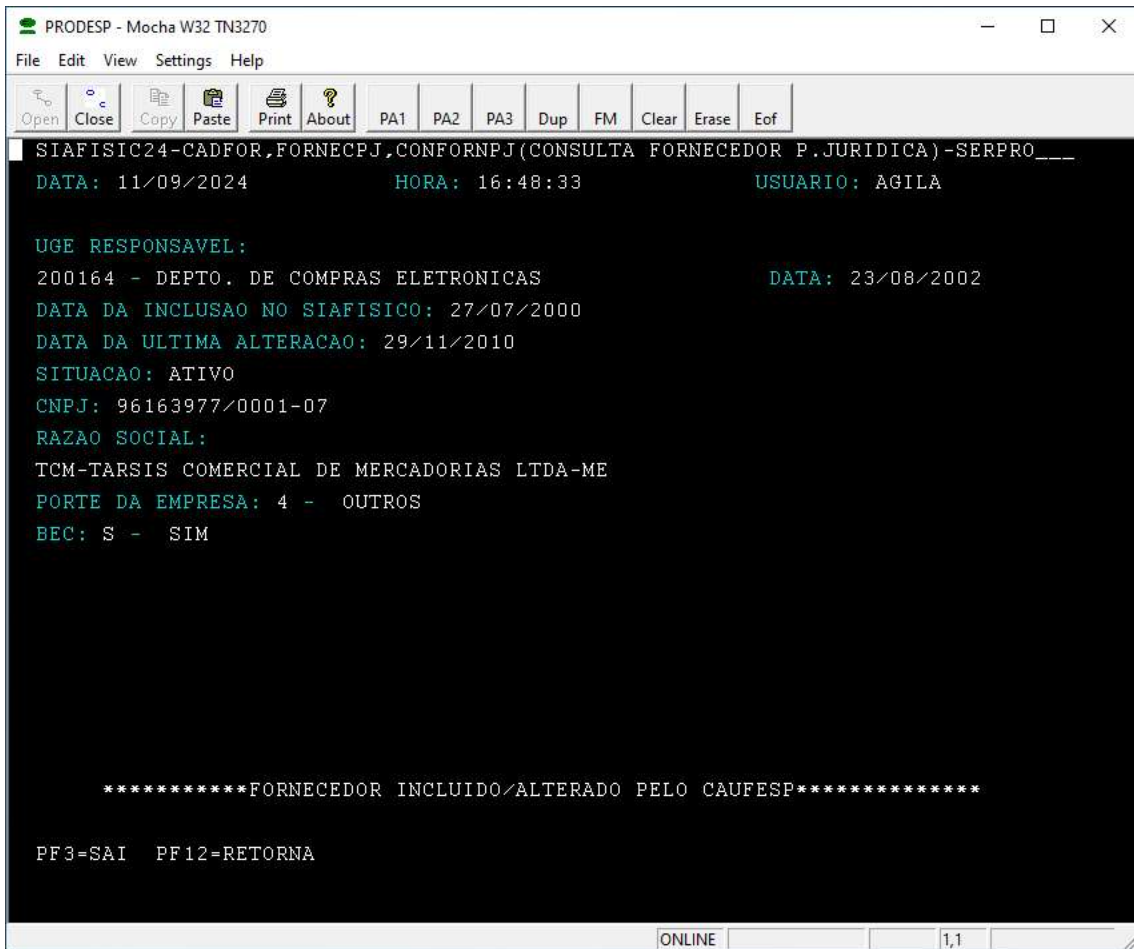 PRODESP - Mocha W32 TN3270
File Edit View Settings Help
Open Close Copy Paste Print About PA1 PA2 PA3 Dup FM Clear Erase Eof
SIAFISIC24-CADFOR,FORNECPJ,CONFORNPJ(CONSULTA FORNECEDOR P.JURIDICA)-SERPRO___
DATA: 11/09/2024 HORA: 16:48:33 USUARIO: AGILA
UGE RESPONSAVEL:
200164 - DEPTO. DE COMPRAS ELETRONICAS DATA: 23/08/2002
DATA DA INCLUSAO NO SIAFISICO: 27/07/2000
DATA DA ULTIMA ALTERACAO: 29/11/2010
SITUACAO: ATIVO
CNPJ: 96163977/0001-07
RAZAO SOCIAL:
TCM-TARSIS COMERCIAL DE MERCADORIAS LTDA-ME
PORTE DA EMPRESA: 4 - OUTROS
BEC: S - SIM
***********FORNECEDOR INCLUIDO/ALTERADO PELO CAUFESP**************
PF3=SAI PF12=RETORNA
ONLINE 1,1